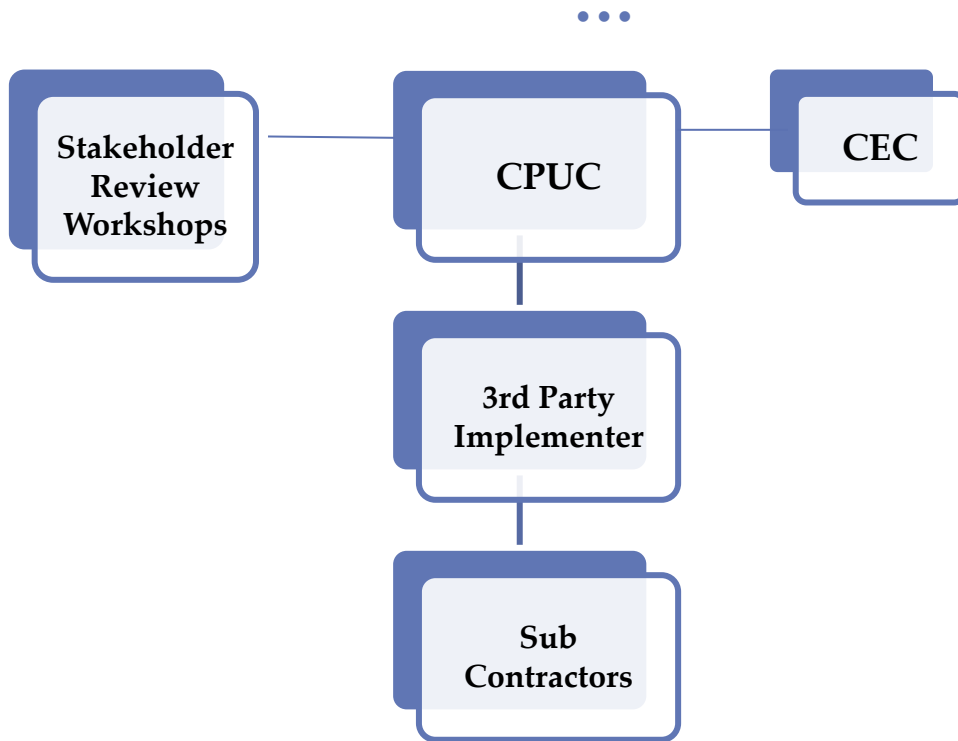 Stakeholder
Review
Workshops
CPUC
CEC
3rd Party
Implementer
Sub
Contractors